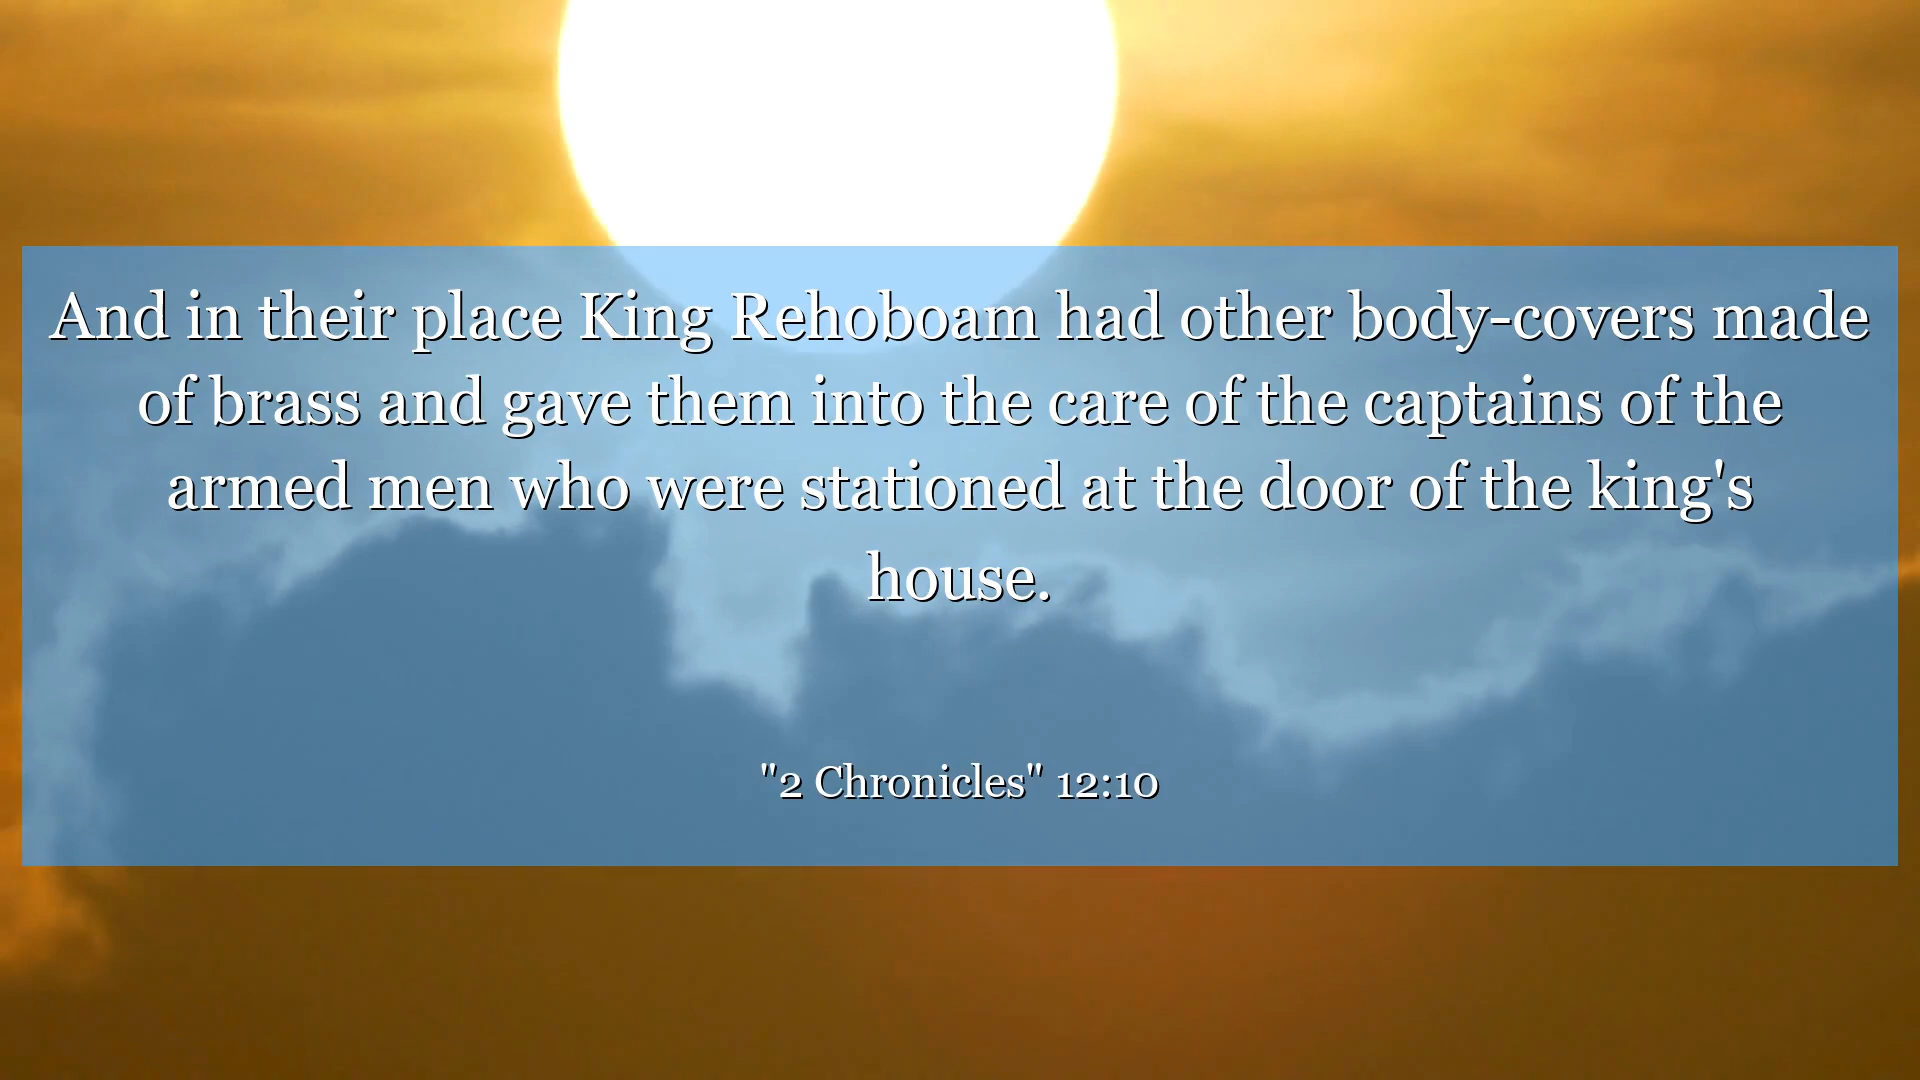 And in their place King Rehoboam had other body-covers made
of brass and gave them into the care of the captains of the
armed men who were stationed at the door of the king's
house.
"2 Chronicles" 12:10